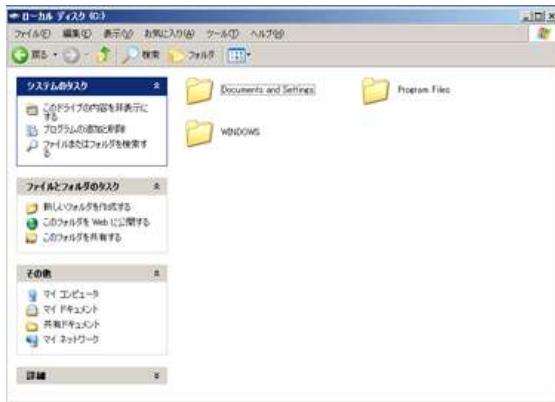 ローカル ディスク (C:)
ファイル(F) 編集(E) 表示(V) お気に入り(A) ツール(T) ヘルプ(H)
戻る 検索 フォルダ
システムのタスク
このドライブの内容を非表示に
する
プログラムの追加と削除
ファイルまたはフォルダを検索す
る
ファイルとフォルダのタスク
新しいフォルダを作成する
このフォルダを Web に公開する
このフォルダを共有する
その他
マイ コンピュータ
マイ ドキュメント
共有ドキュメント
マイ ネットワーク
詳細
Documents and Settings
Program Files
WINDOWS